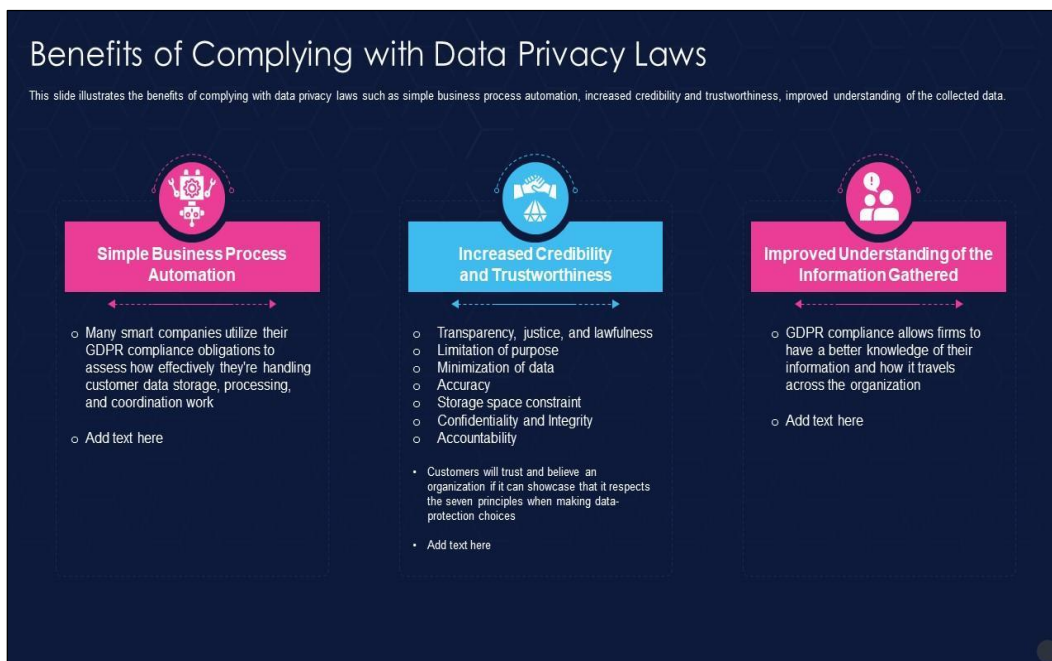 Benefits of Complying with Data Privacy Laws
This slide illustrates the benefits of complying with data privacy laws such as simple business process automation, increased credibility and trustworthiness, improved understanding of the collected data.
Simple Business Process
Automation
o Many smart companies utilize their
GDPR compliance obligations to
assess how effectively they're handling
customer data storage, processing,
and coordination work
o Add text here
Increased Credibility
and Trustworthiness
o Transparency, justice, and lawfulness
o Limitation of purpose
o Minimization of data
o Accuracy
o Storage space constraint
o Confidentiality and Integrity
o Accountability
• Customers will trust and believe an
organization if it can showcase that it respects
the seven principles when making data-
protection choices
• Add text here
Improved Understanding of the
Information Gathered
o GDPR compliance allows firms to
have a better knowledge of their
information and how it travels
across the organization
o Add text here